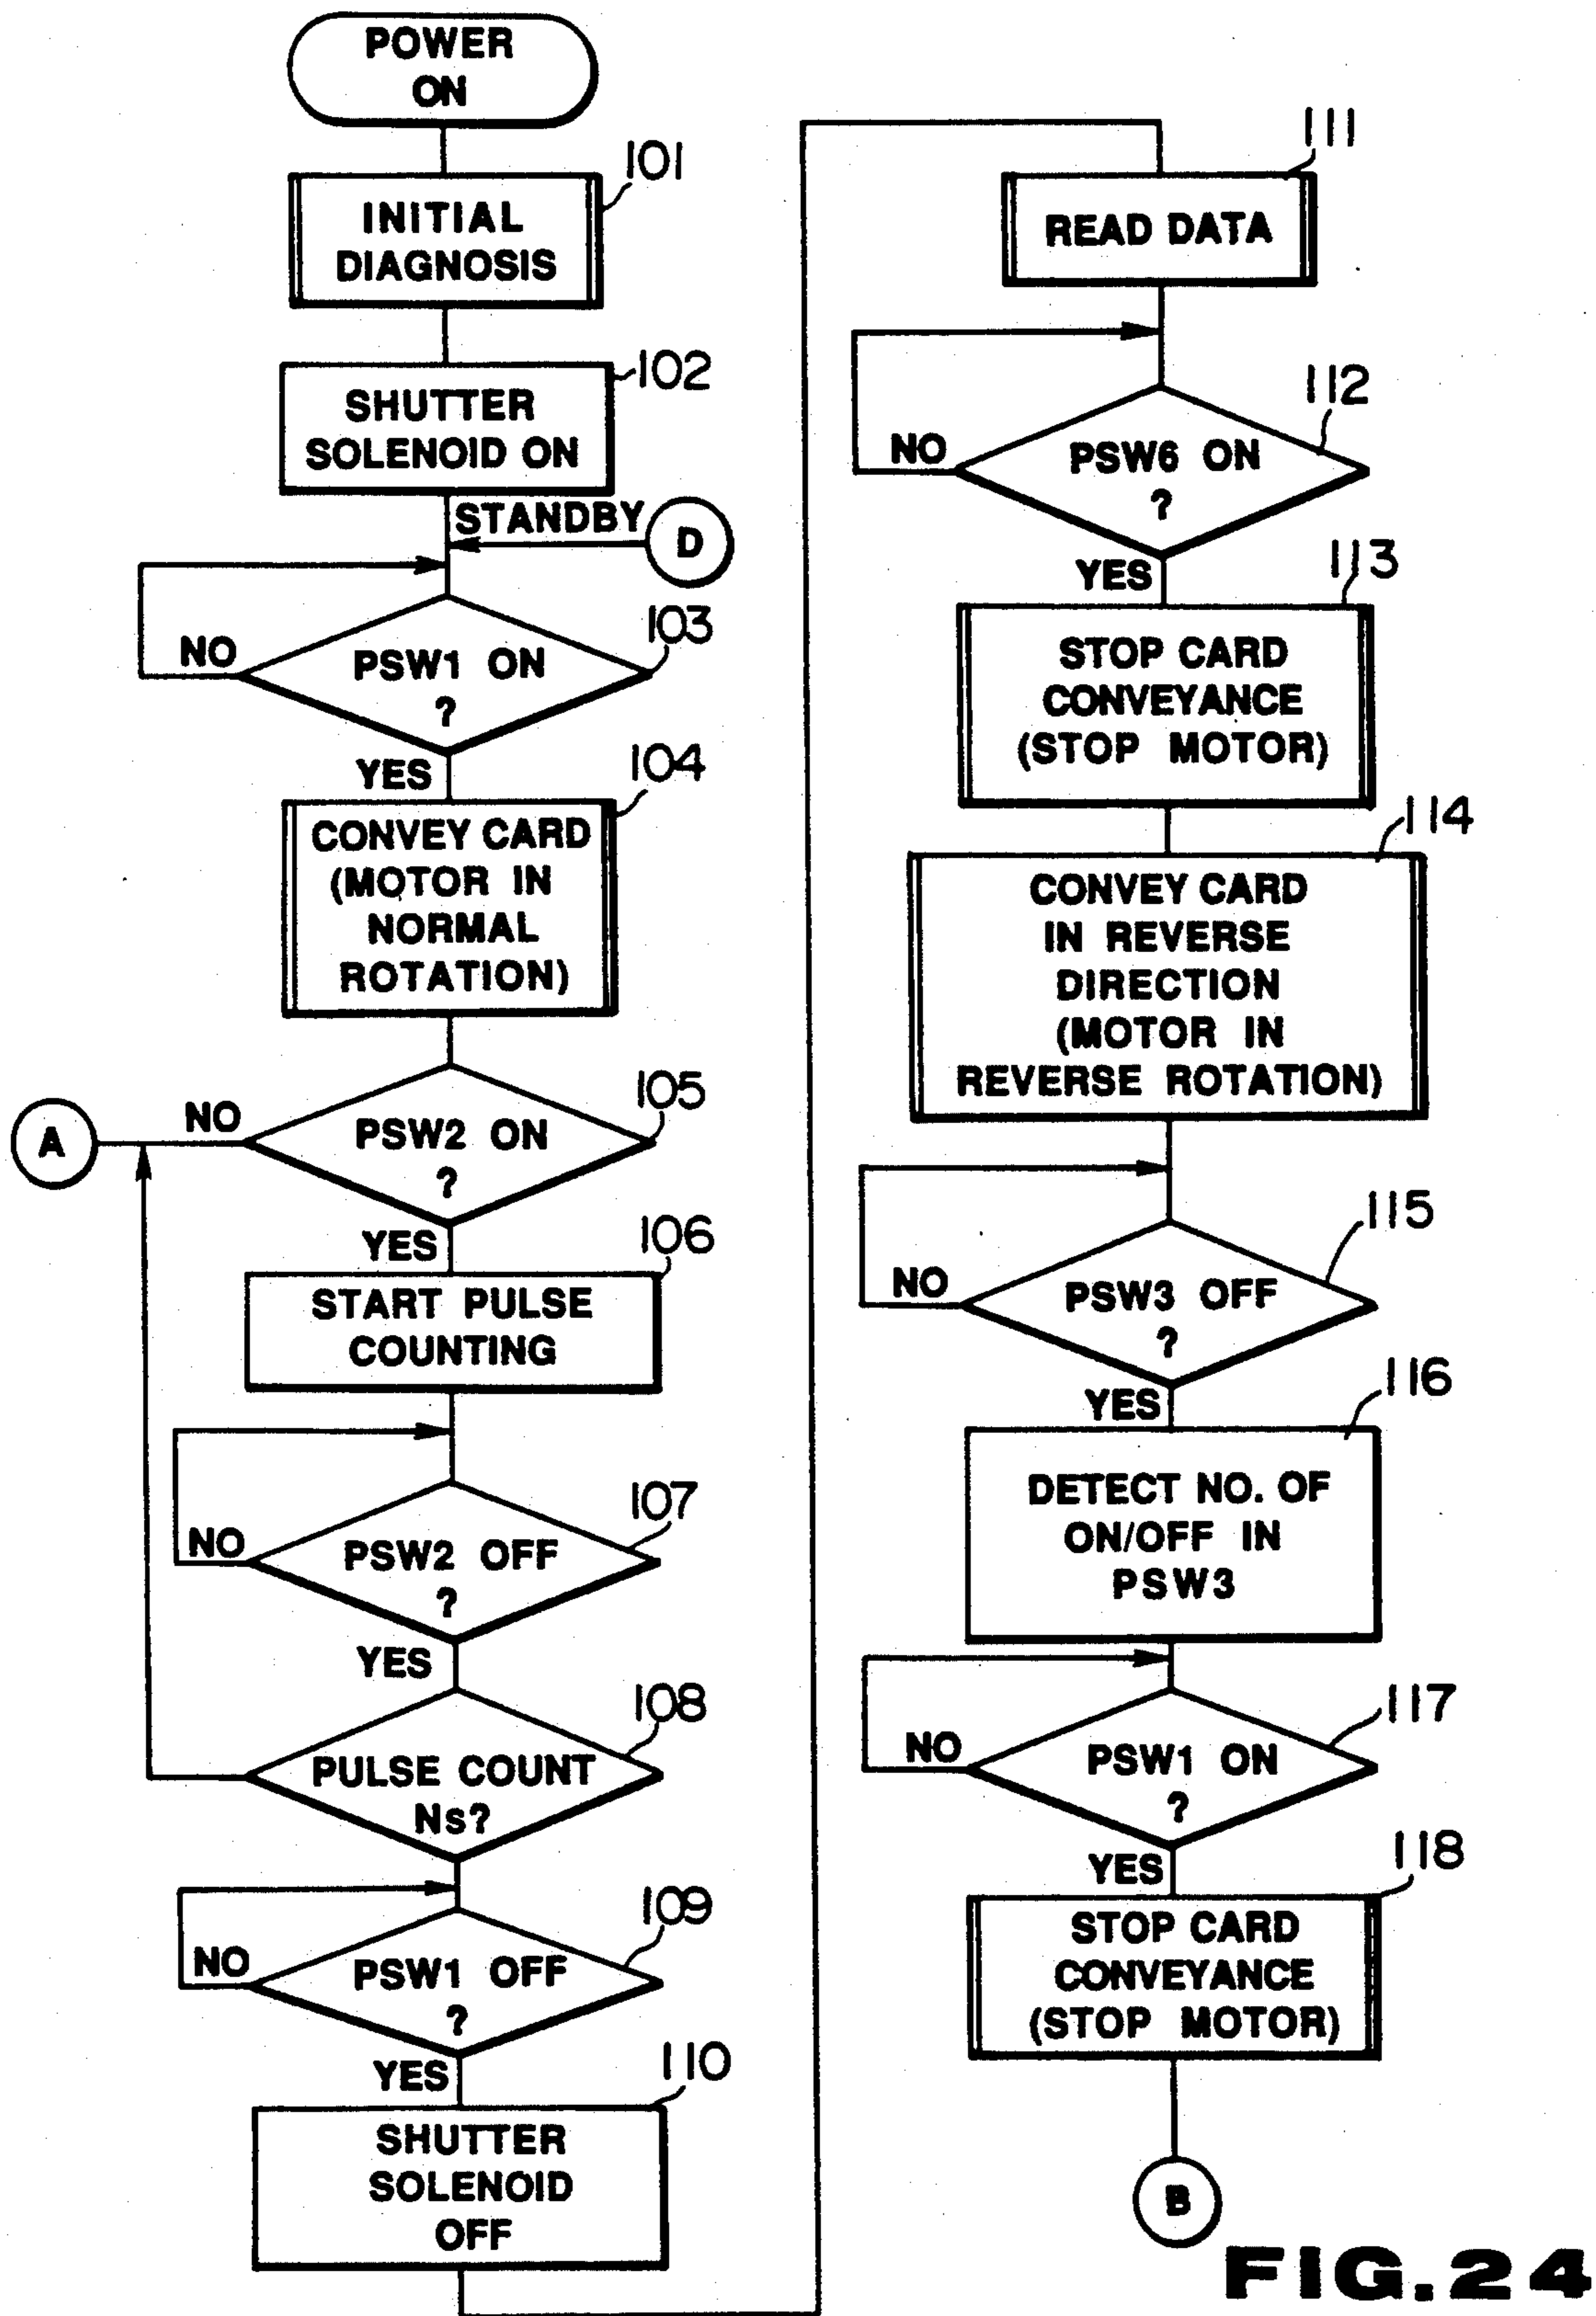 POWER
ON
101
INITIAL
DIAGNOSIS
102
SHUTTER
SOLENOID ON
STANDBY
D
103
NO
PSW1 ON
?
YES
104
CONVEY CARD
(MOTOR IN
NORMAL
ROTATION)
105
A
NO
PSW2 ON
?
YES
106
START PULSE
COUNTING
107
NO
PSW2 OFF
?
YES
108
PULSE COUNT
Ns?
109
NO
PSW1 OFF
?
YES
110
SHUTTER
SOLENOID
OFF
111
READ DATA
112
NO
PSW6 ON
?
YES
113
STOP CARD
CONVEYANCE
(STOP MOTOR)
114
CONVEY CARD
IN REVERSE
DIRECTION
(MOTOR IN
REVERSE ROTATION)
115
NO
PSW3 OFF
?
YES
116
DETECT NO. OF
ON/OFF IN
PSW3
117
NO
PSW1 ON
?
YES
118
STOP CARD
CONVEYANCE
(STOP MOTOR)
B
FIG.24